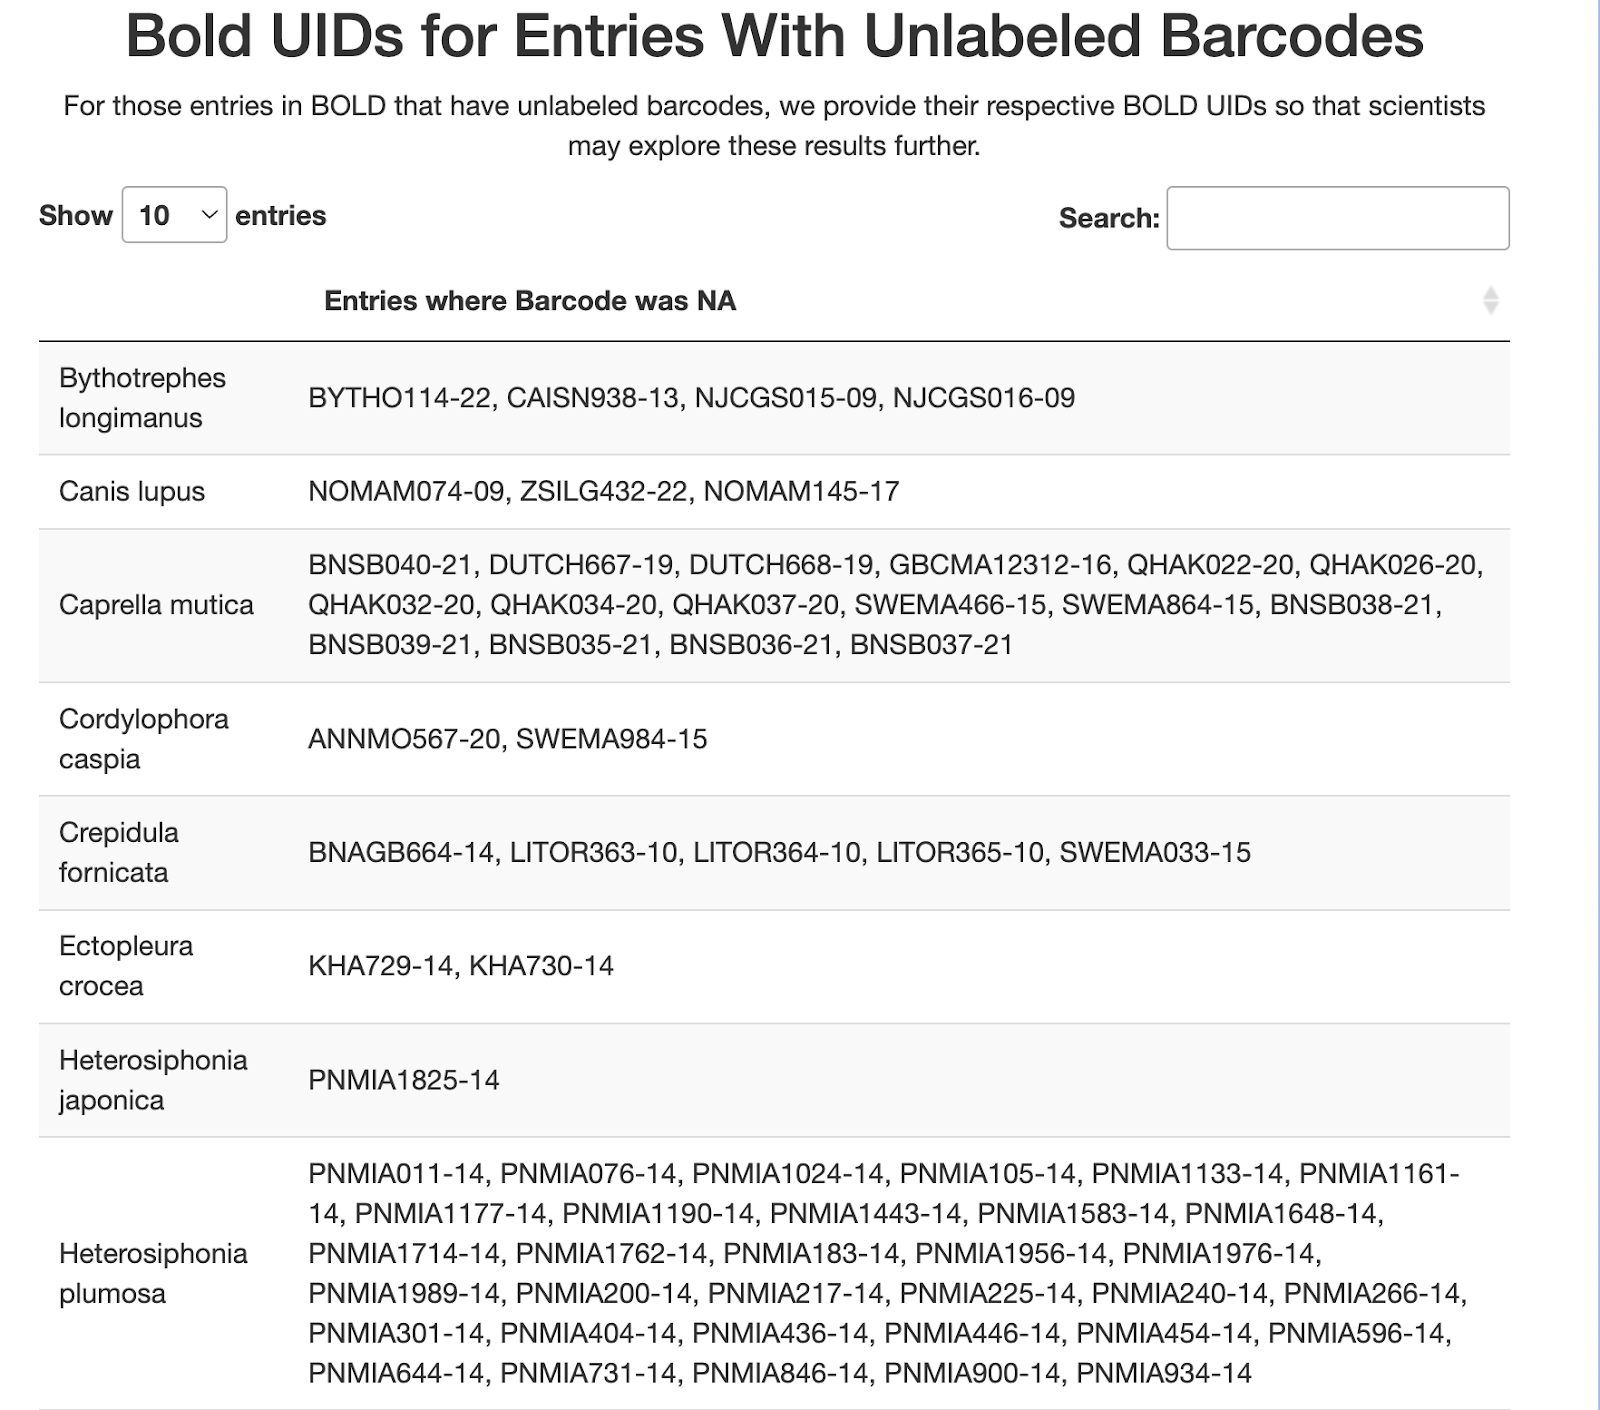 Bold UIDs for Entries With Unlabeled Barcodes
For those entries in BOLD that have unlabeled barcodes, we provide their respective BOLD UIDs so that scientists
may explore these results further.
Show 10 entries
Search:
Entries where Barcode was NA
Bythotrephes
longimanus
BYTHO114-22, CAISN938-13, NJCGS015-09, NJCGS016-09
Canis lupus
NOMAM074-09, ZSILG432-22, NOMAM145-17
Caprella mutica
BNSB040-21, DUTCH667-19, DUTCH668-19, GBCMA12312-16, QHAK022-20, QHAK026-20,
QHAK032-20, QHAK034-20, QHAK037-20, SWEMA466-15, SWEMA864-15, BNSB038-21,
BNSB039-21, BNSB035-21, BNSB036-21, BNSB037-21
Cordylophora
caspia
ANNMO567-20, SWEMA984-15
Crepidula
fornicata
BNAGB664-14, LITOR363-10, LITOR364-10, LITOR365-10, SWEMA033-15
Ectopleura
crocea
KHA729-14, KHA730-14
Heterosiphonia
japonica
PNMIA1825-14
Heterosiphonia
plumosa
PNMIA011-14, PNMIA076-14, PNMIA1024-14, PNMIA105-14, PNMIA1133-14, PNMIA1161-
14, PNMIA1177-14, PNMIA1190-14, PNMIA1443-14, PNMIA1583-14, PNMIA1648-14,
PNMIA1714-14, PNMIA1762-14, PNMIA183-14, PNMIA1956-14, PNMIA1976-14,
PNMIA1989-14, PNMIA200-14, PNMIA217-14, PNMIA225-14, PNMIA240-14, PNMIA266-14,
PNMIA301-14, PNMIA404-14, PNMIA436-14, PNMIA446-14, PNMIA454-14, PNMIA596-14,
PNMIA644-14, PNMIA731-14, PNMIA846-14, PNMIA900-14, PNMIA934-14